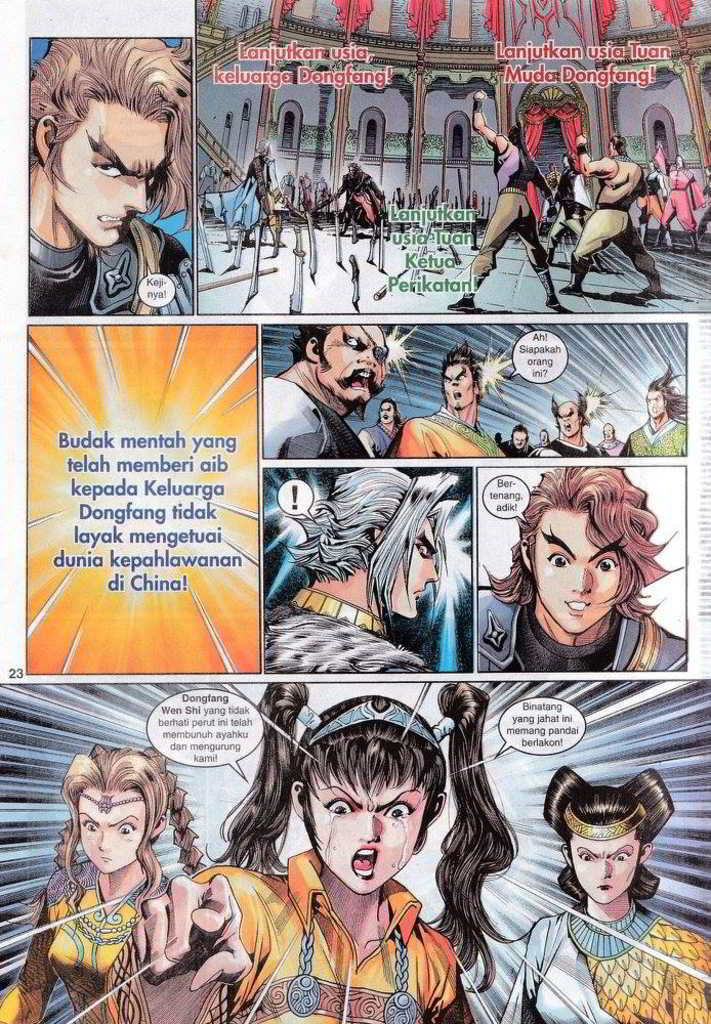 Lanjutkan usia,
keluarga Dongfang!
Lanjutkan usia Tuan
Muda Dongfang!
Lanjutkan
usia Tuan
Ketua
Perikatan!
Keji-
nya!
Budak mentah yang
telah memberi aib
kepada Keluarga
Dongfang tidak
layak mengetuai
dunia kepahlawanan
di China!
Ah!
Siapakah
orang
ini?
!
Ber-
tenang,
adik!
23
Dongfang
Wen Shi yang tidak
berhati perut ini telah
membunuh ayahku
dan mengurung
kami!
Binatang
yang jahat ini
memang pandai
berlakon!